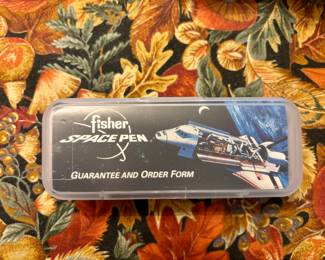 fisher
SPACE PEN
GUARANTEE AND ORDER FORM